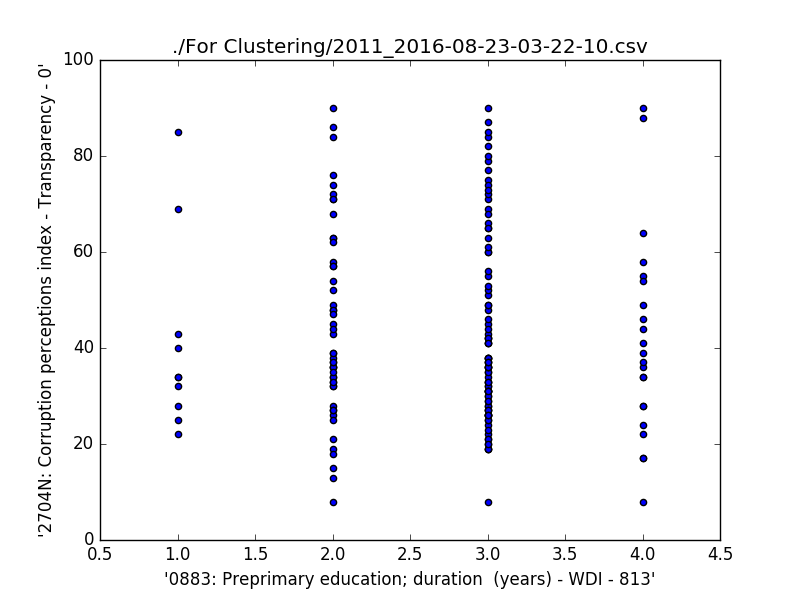 ./For Clustering/2011_2016-08-23-03-22-10.csv
100
80
60
40
20
0
'2704N: Corruption perceptions index - Transparency - 0'
0.5 1.0 1.5 2.0 2.5 3.0 3.5 4.0 4.5
'0883: Preprimary education; duration  (years) - WDI - 813'